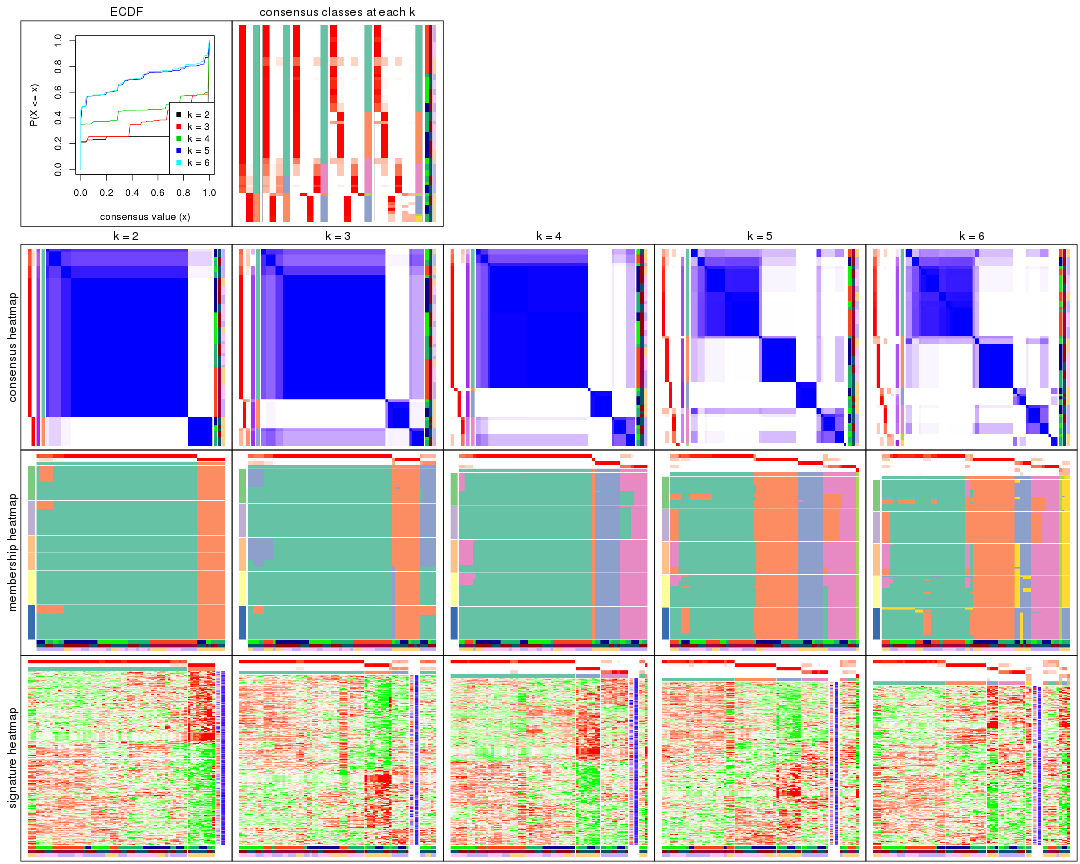 ECDF
consensus classes at each k
P(X <= x)
0.0 0.2 0.4 0.6 0.8 1.0
k = 2
k = 3
k = 4
k = 5
k = 6
0.0 0.2 0.4 0.6 0.8 1.0
consensus value (x)
k = 2
k = 3
k = 4
k = 5
k = 6
consensus heatmap
membership heatmap
signature heatmap